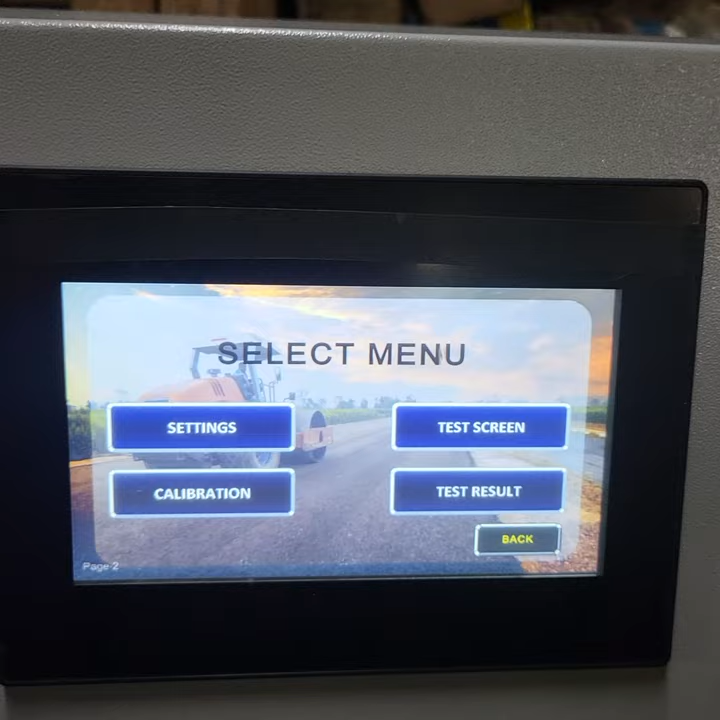 SELECT MENU
SETTINGS
TEST SCREEN
CALIBRATION
TEST RESULT
BACK
Page 2